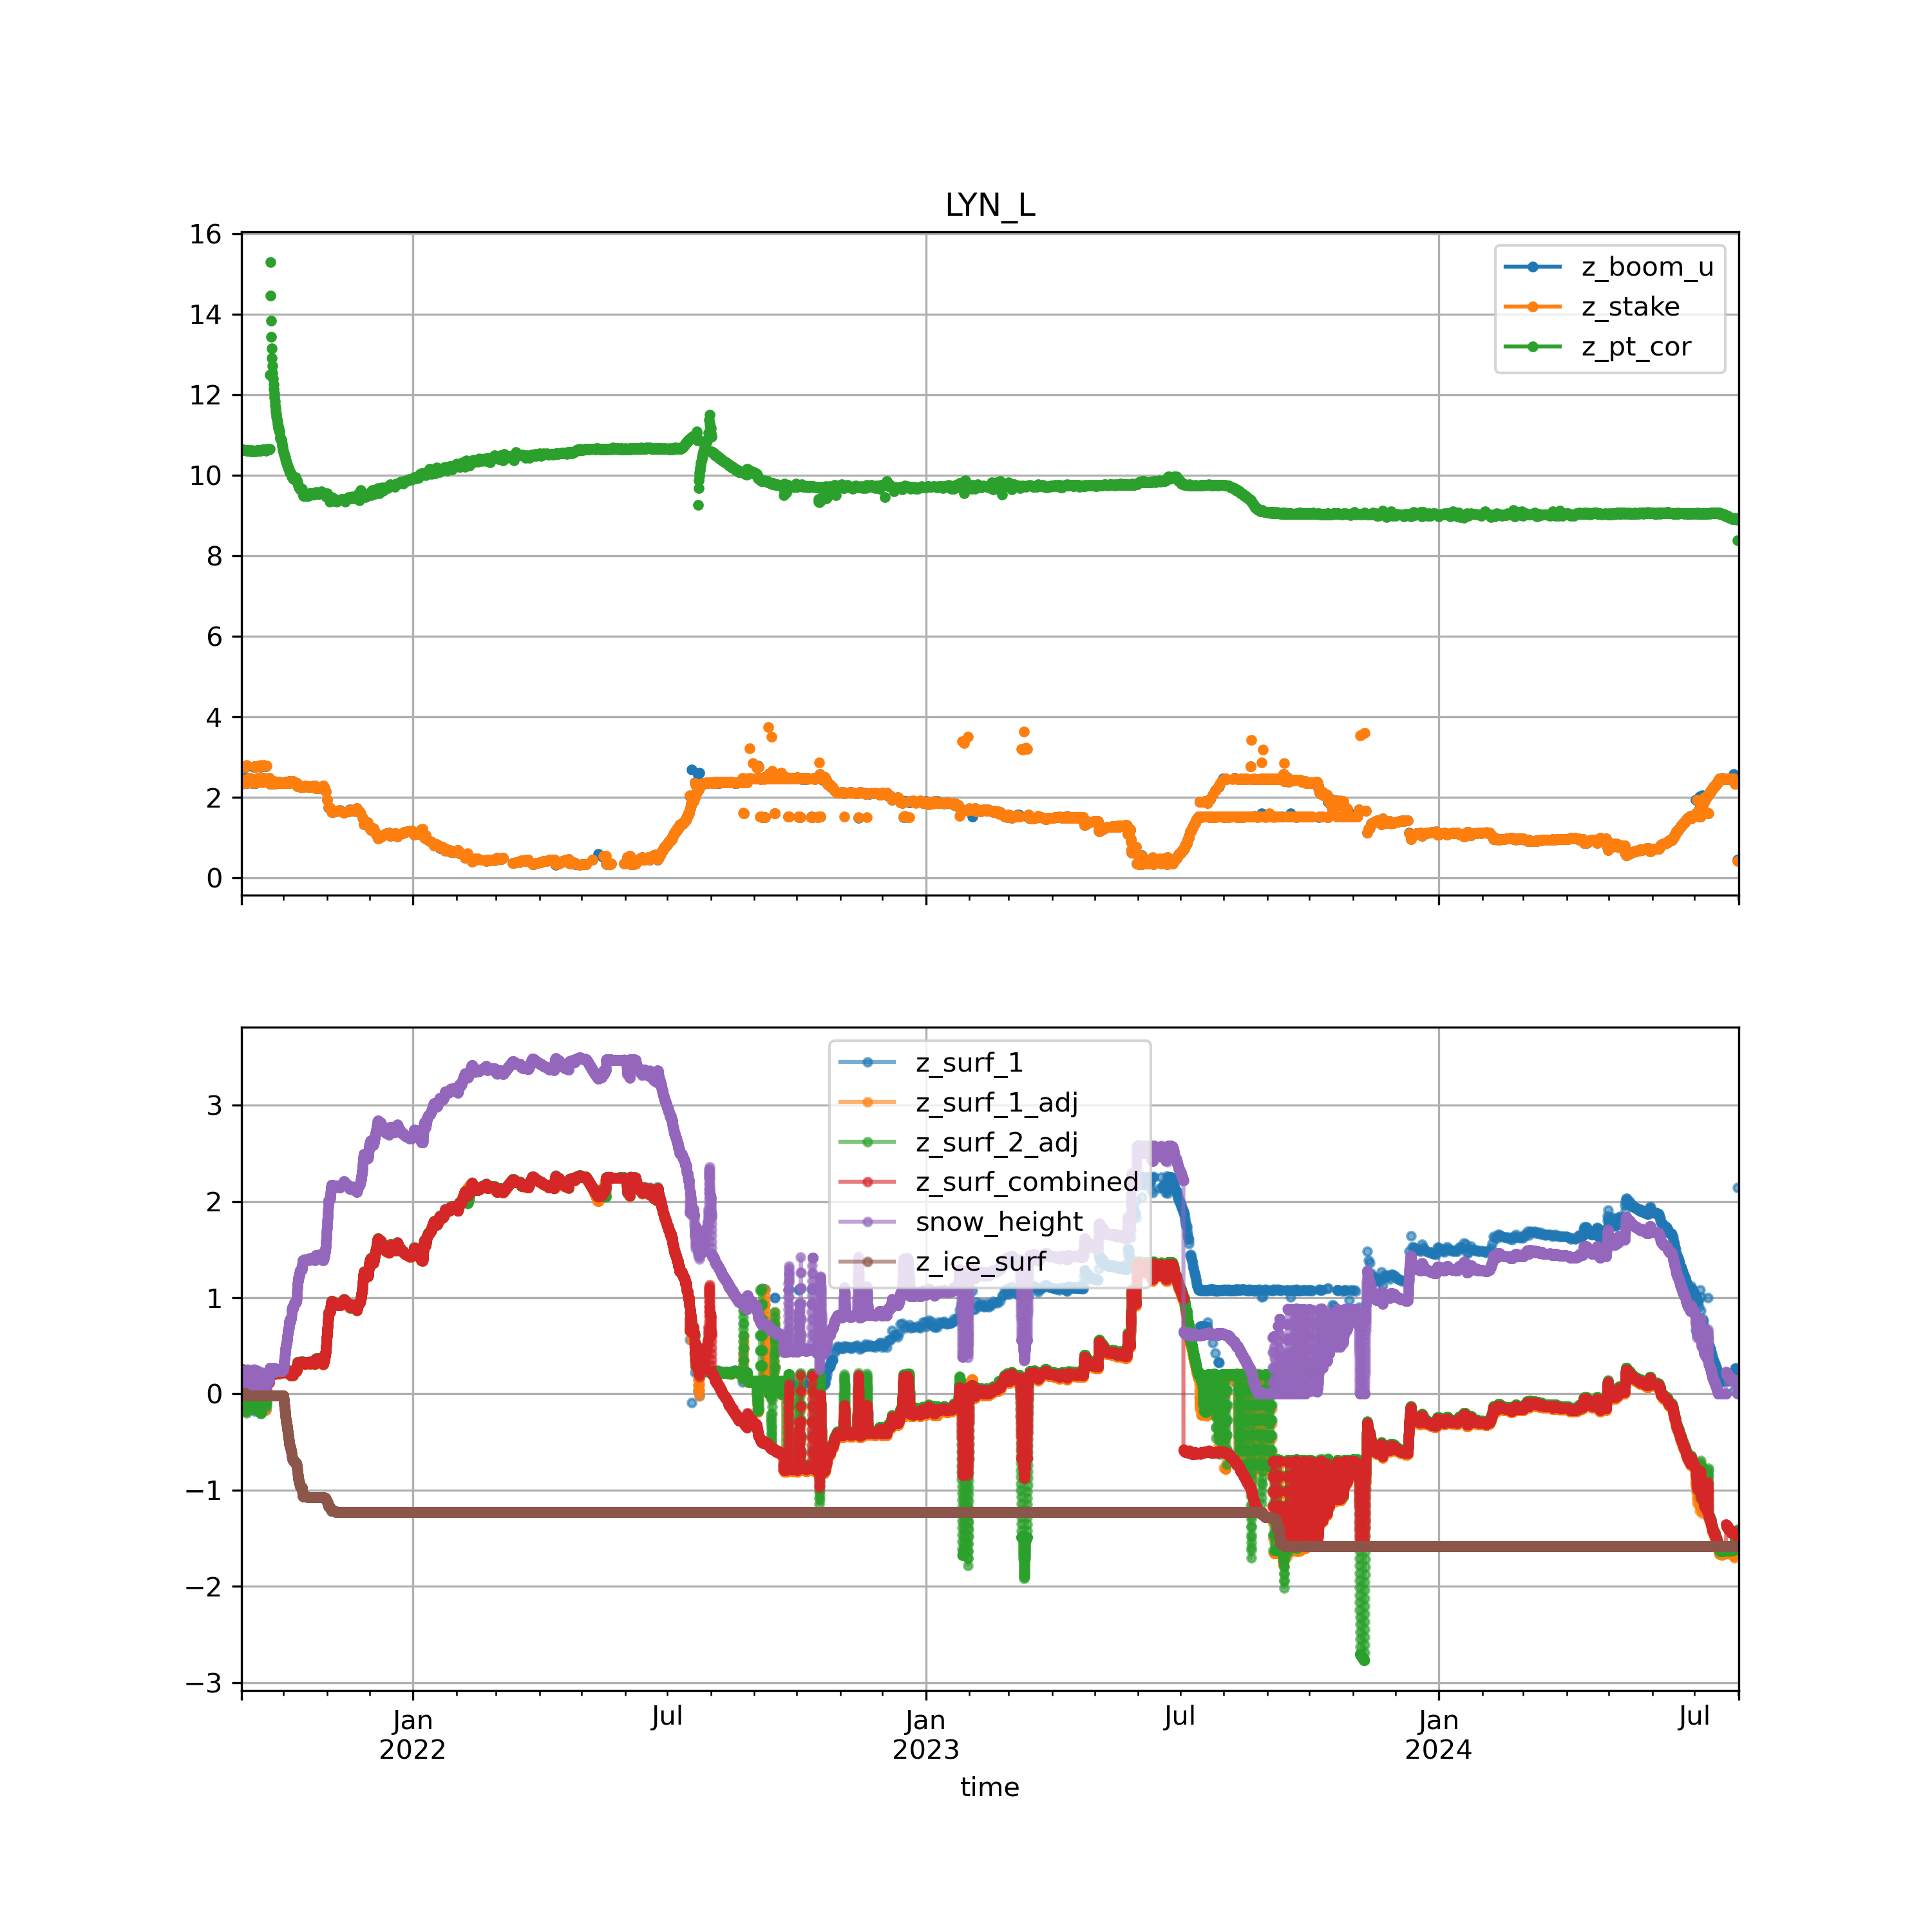 LYN_L
16
14
12
10
8
6
4
2
0
z_boom_u
z_stake
z_pt_cor
3
2
1
0
−1
−2
−3
z_surf_1
z_surf_1_adj
z_surf_2_adj
z_surf_combined
snow_height
z_ice_surf
Jan Jul Jan Jul Jan Jul
2022 2023 2024
time